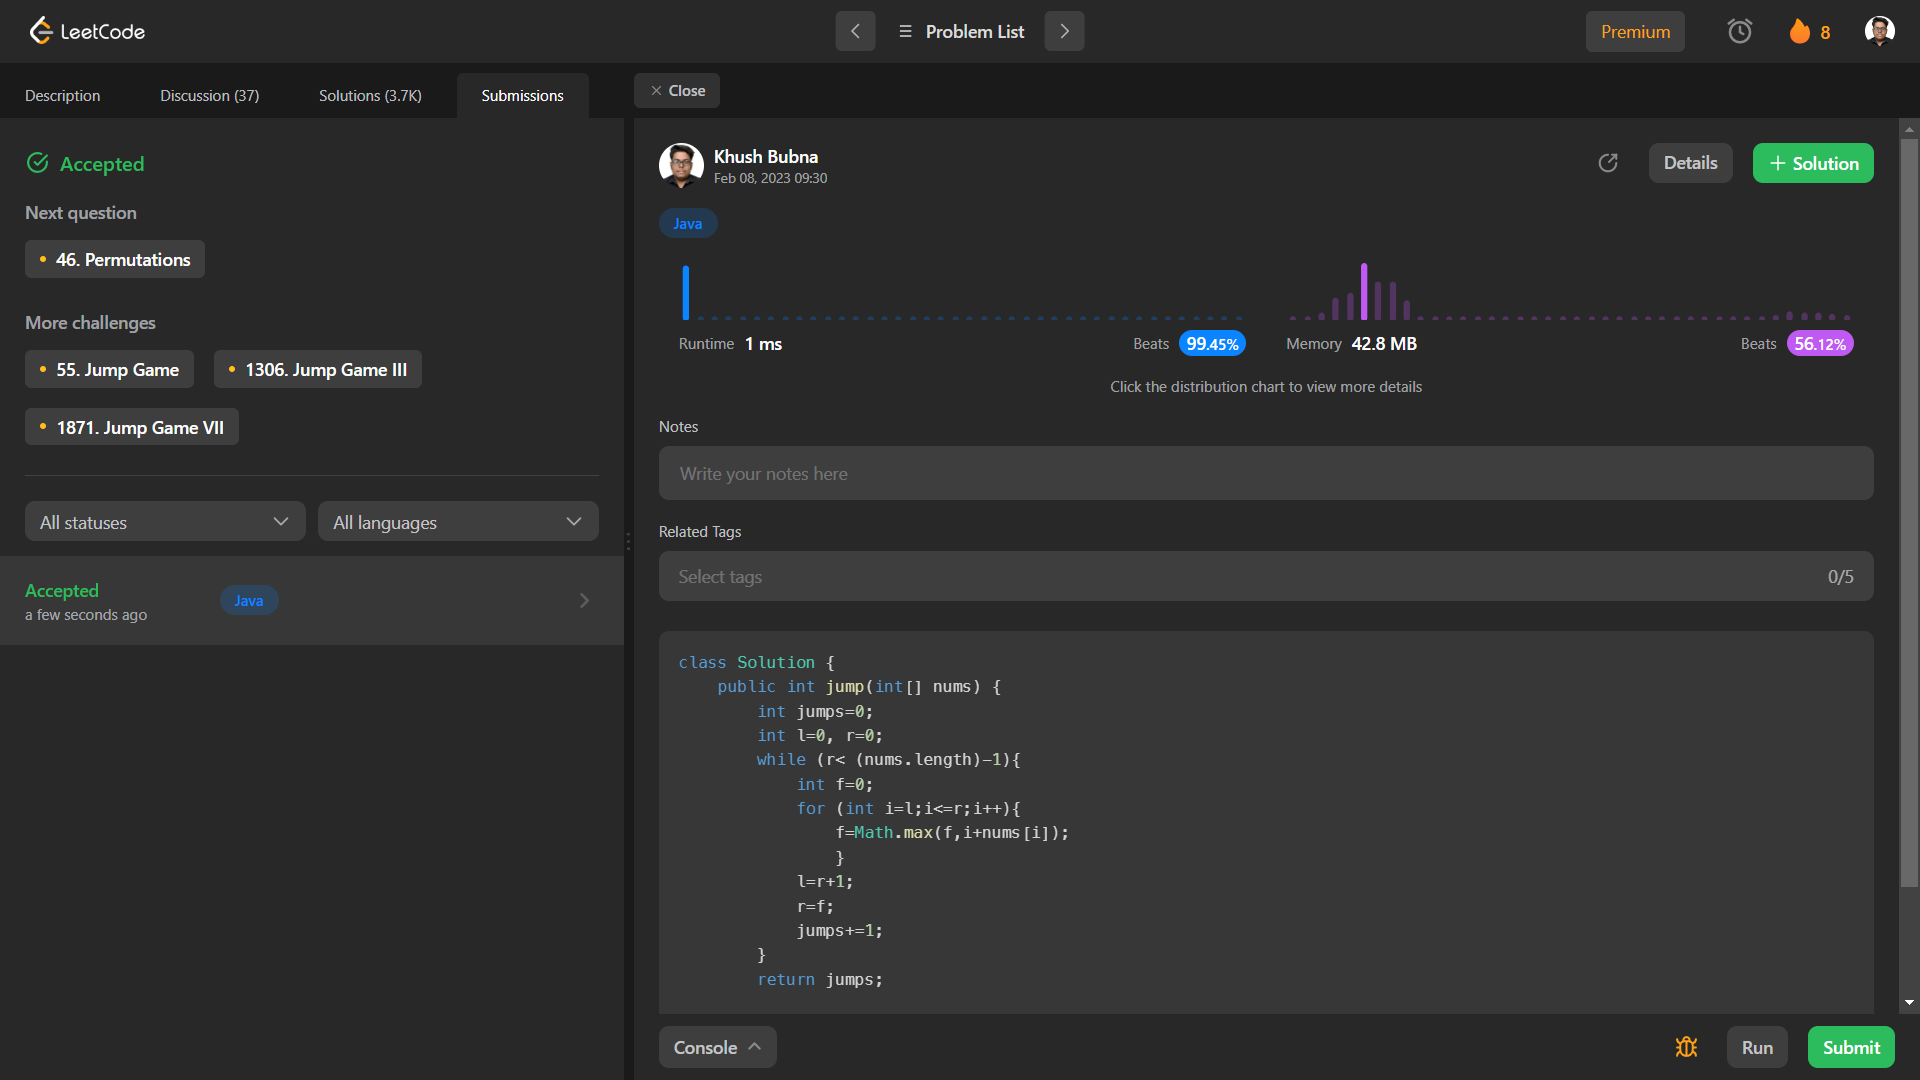 LeetCode
Problem List
Premium
8
Description
Discussion (37)
Solutions (3.7K)
Submissions
Close
Accepted
Next question
46. Permutations
More challenges
55. Jump Game
1306. Jump Game III
1871. Jump Game VII
All statuses
All languages
Accepted
Java
a few seconds ago
Khush Bubna
Feb 08, 2023 09:30
Details
Solution
Java
Runtime 1 ms
Beats 99.45%
Memory 42.8 MB
Beats 56.12%
Click the distribution chart to view more details
Notes
Write your notes here
Related Tags
Select tags
0/5
class Solution {
    public int jump(int[] nums) {
        int jumps=0;
        int l=0, r=0;
        while (r< (nums.length)-1){
            int f=0;
            for (int i=l;i<=r;i++){
                f=Math.max(f,i+nums[i]);
                }
            l=r+1;
            r=f;
            jumps+=1;
        }
        return jumps;
Console
Run
Submit